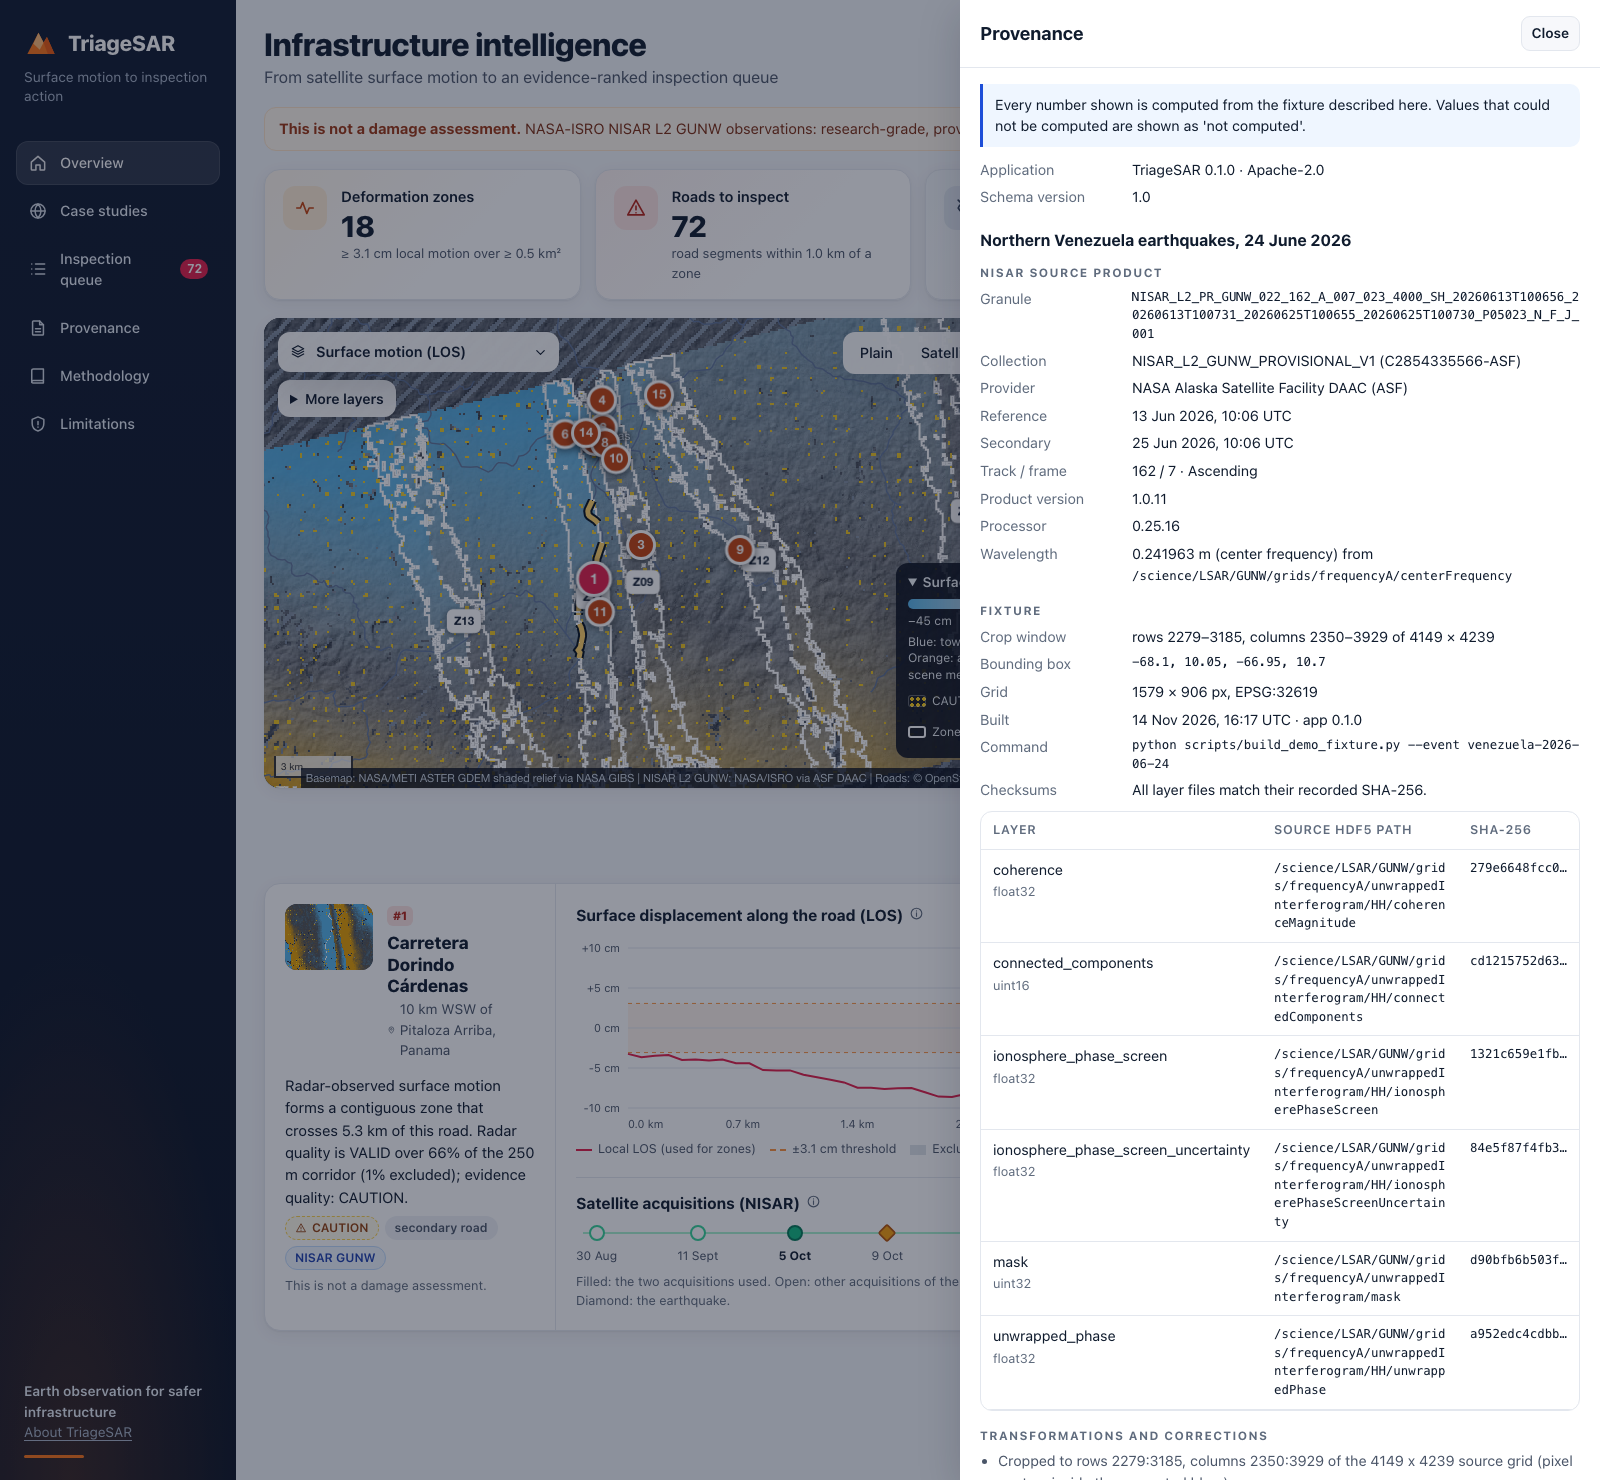 TriageSAR
Surface motion to inspection
action
Overview
Case studies
Inspection
queue
72
Provenance
Methodology
Limitations
Earth observation for safer
infrastructure
About TriageSAR
Infrastructure intelligence
From satellite surface motion to an evidence-ranked inspection queue
This is not a damage assessment. NASA-ISRO NISAR L2 GUNW observations: research-grade, prov
Deformation zones
18
≥ 3.1 cm local motion over ≥ 0.5 km²
Roads to inspect
72
road segments within 1.0 km of a
zone
Surface motion (LOS)
More layers
Plain
Satell
4
15
6
14
8
10
3
9
Z12
1
Z09
11
Z13
Surfa
−45 cm
Blue: tow
Orange: a
scene me
CAUT
Zone
3 km
Basemap: NASA/METI ASTER GDEM shaded relief via NASA GIBS | NISAR L2 GUNW: NASA/ISRO via ASF DAAC | Roads: © OpenSt
#1
Carretera
Dorindo
Cárdenas
10 km WSW of
Pitaloza Arriba,
Panama
Radar-observed surface motion
forms a contiguous zone that
crosses 5.3 km of this road. Radar
quality is VALID over 66% of the 250
m corridor (1% excluded); evidence
quality: CAUTION.
CAUTION
secondary road
NISAR GUNW
This is not a damage assessment.
Surface displacement along the road (LOS)
+10 cm
+5 cm
0 cm
-5 cm
-10 cm
0.0 km
0.7 km
1.4 km
2
Local LOS (used for zones)
±3.1 cm threshold
Exclu
Satellite acquisitions (NISAR)
30 Aug
11 Sept
5 Oct
9 Oct
Filled: the two acquisitions used. Open: other acquisitions of the
Diamond: the earthquake.
Provenance
Close
Every number shown is computed from the fixture described here. Values that could
not be computed are shown as 'not computed'.
Application
TriageSAR 0.1.0 · Apache-2.0
Schema version
1.0
Northern Venezuela earthquakes, 24 June 2026
NISAR SOURCE PRODUCT
Granule
NISAR_L2_PR_GUNW_022_162_A_007_023_4000_SH_20260613T100656_2
0260613T100731_20260625T100655_20260625T100730_P05023_N_F_J_
001
Collection
NISAR_L2_GUNW_PROVISIONAL_V1 (C2854335566-ASF)
Provider
NASA Alaska Satellite Facility DAAC (ASF)
Reference
13 Jun 2026, 10:06 UTC
Secondary
25 Jun 2026, 10:06 UTC
Track / frame
162 / 7 · Ascending
Product version
1.0.11
Processor
0.25.16
Wavelength
0.241963 m (center frequency) from
/science/LSAR/GUNW/grids/frequencyA/centerFrequency
FIXTURE
Crop window
rows 2279–3185, columns 2350–3929 of 4149 × 4239
Bounding box
−68.1, 10.05, −66.95, 10.7
Grid
1579 × 906 px, EPSG:32619
Built
14 Nov 2026, 16:17 UTC · app 0.1.0
Command
python scripts/build_demo_fixture.py --event venezuela-2026-
06-24
Checksums
All layer files match their recorded SHA-256.
LAYER
SOURCE HDF5 PATH
SHA-256
coherence
float32
/science/LSAR/GUNW/grid
s/frequencyA/unwrappedI
nterferogram/HH/coheren
ceMagnitude
279e6648fcc0…
connected_components
uint16
/science/LSAR/GUNW/grid
s/frequencyA/unwrappedI
nterferogram/HH/connect
edComponents
cd1215752d63…
ionosphere_phase_screen
float32
/science/LSAR/GUNW/grid
s/frequencyA/unwrappedI
nterferogram/HH/ionosph
erePhaseScreen
1321c659e1fb…
ionosphere_phase_screen_uncertainty
float32
/science/LSAR/GUNW/grid
s/frequencyA/unwrappedI
nterferogram/HH/ionosph
erePhaseScreenUncertain
ty
84e5f87f4fb3…
mask
uint32
/science/LSAR/GUNW/grid
s/frequencyA/unwrappedI
nterferogram/mask
d90bfb6b503f…
unwrapped_phase
float32
/science/LSAR/GUNW/grid
s/frequencyA/unwrappedI
nterferogram/HH/unwrapp
edPhase
a952edc4cdbb…
TRANSFORMATIONS AND CORRECTIONS
Cropped to rows 2279:3185, columns 2350:3929 of the 4149 x 4239 source grid (pixel